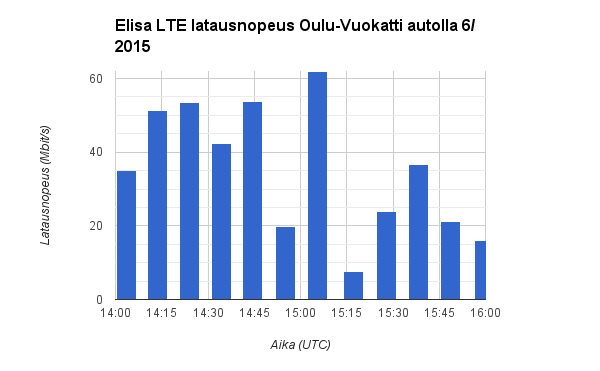 Elisa LTE latausnopeus Oulu-Vuokatti autolla 6/
2015
Latausnopeus (Mbit/s)
60
40
20
0
14:00 14:15 14:30 14:45 15:00 15:15 15:30 15:45 16:00
Aika (UTC)